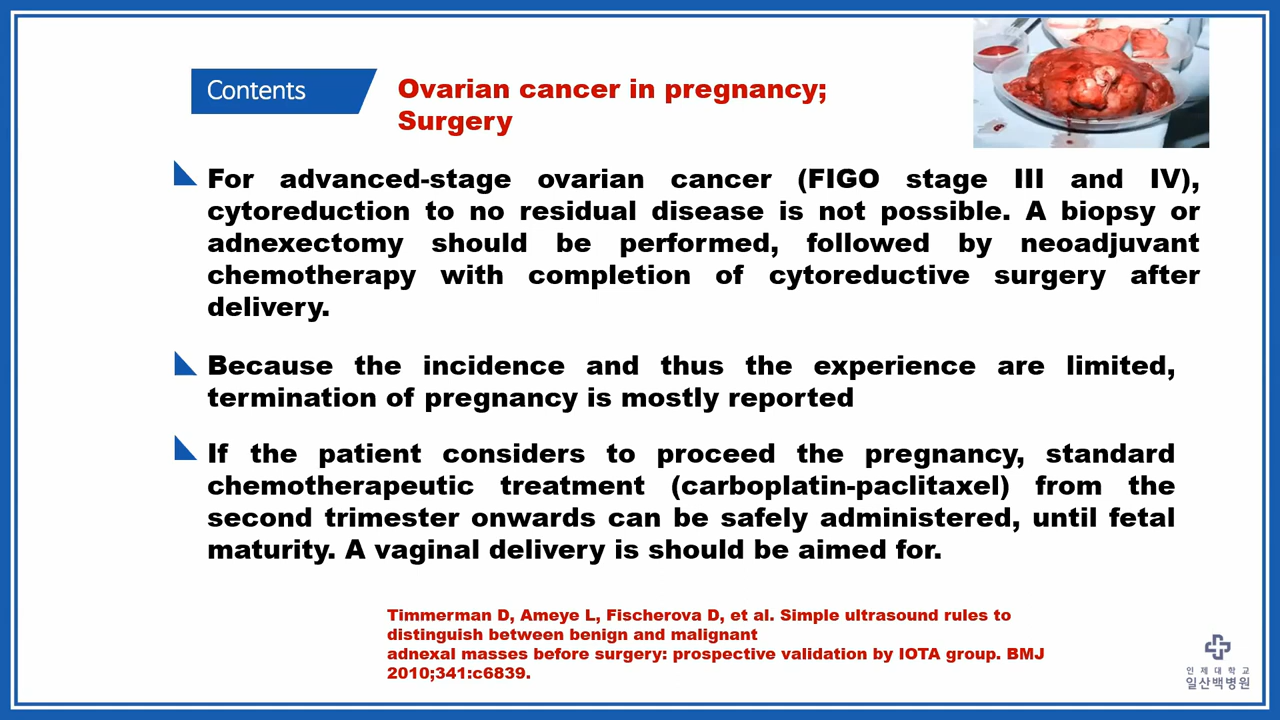 Contents
Ovarian cancer in pregnancy;
Surgery
For advanced-stage ovarian cancer (FIGO stage III and IV),
cytoreduction to no residual disease is not possible. A biopsy or
adnexectomy should be performed, followed by neoadjuvant
chemotherapy with completion of cytoreductive surgery after
delivery.
Because the incidence and thus the experience are limited,
termination of pregnancy is mostly reported
If the patient considers to proceed the pregnancy, standard
chemotherapeutic treatment (carboplatin-paclitaxel) from the
second trimester onwards can be safely administered, until fetal
maturity. A vaginal delivery is should be aimed for.
Timmerman D, Ameye L, Fischerova D, et al. Simple ultrasound rules to
distinguish between benign and malignant
adnexal masses before surgery: prospective validation by IOTA group. BMJ
2010;341:c6839.
인제대학교
일산백병원